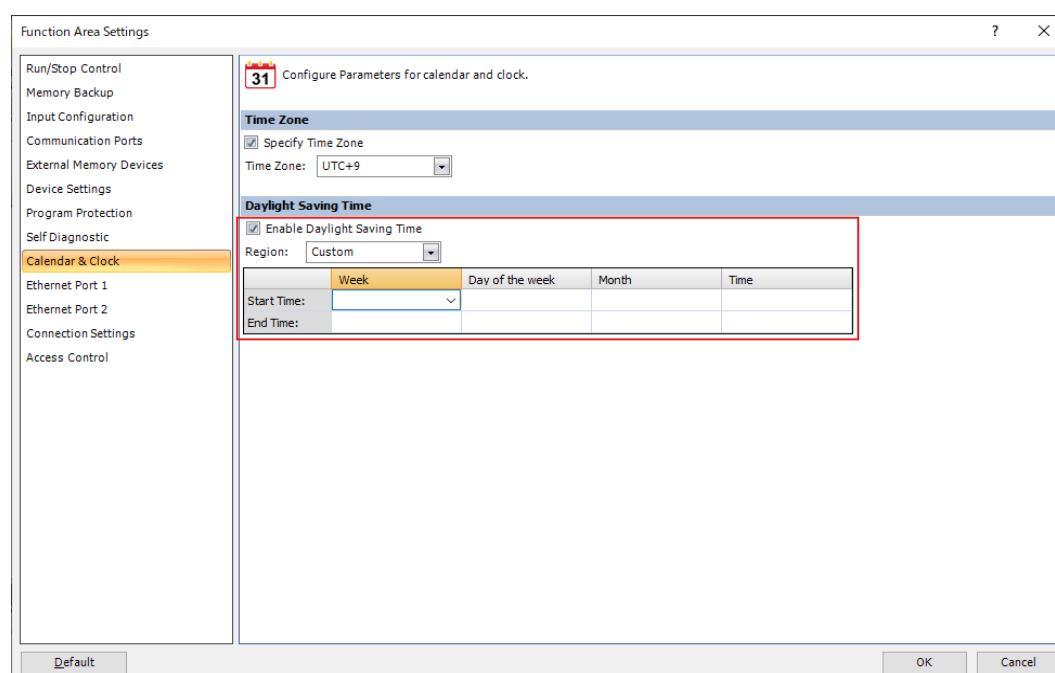 Function Area Settings
?
Run/Stop Control
Memory Backup
Input Configuration
Communication Ports
External Memory Devices
Device Settings
Program Protection
Self Diagnostic
Calendar & Clock
Ethernet Port 1
Ethernet Port 2
Connection Settings
Access Control
31
Configure Parameters for calendar and clock.
Time Zone
Specify Time Zone
Time Zone: UTC+9
Daylight Saving Time
Enable Daylight Saving Time
Region: Custom
Week Day of the week Month Time
Start Time:
End Time:
Default OK Cancel